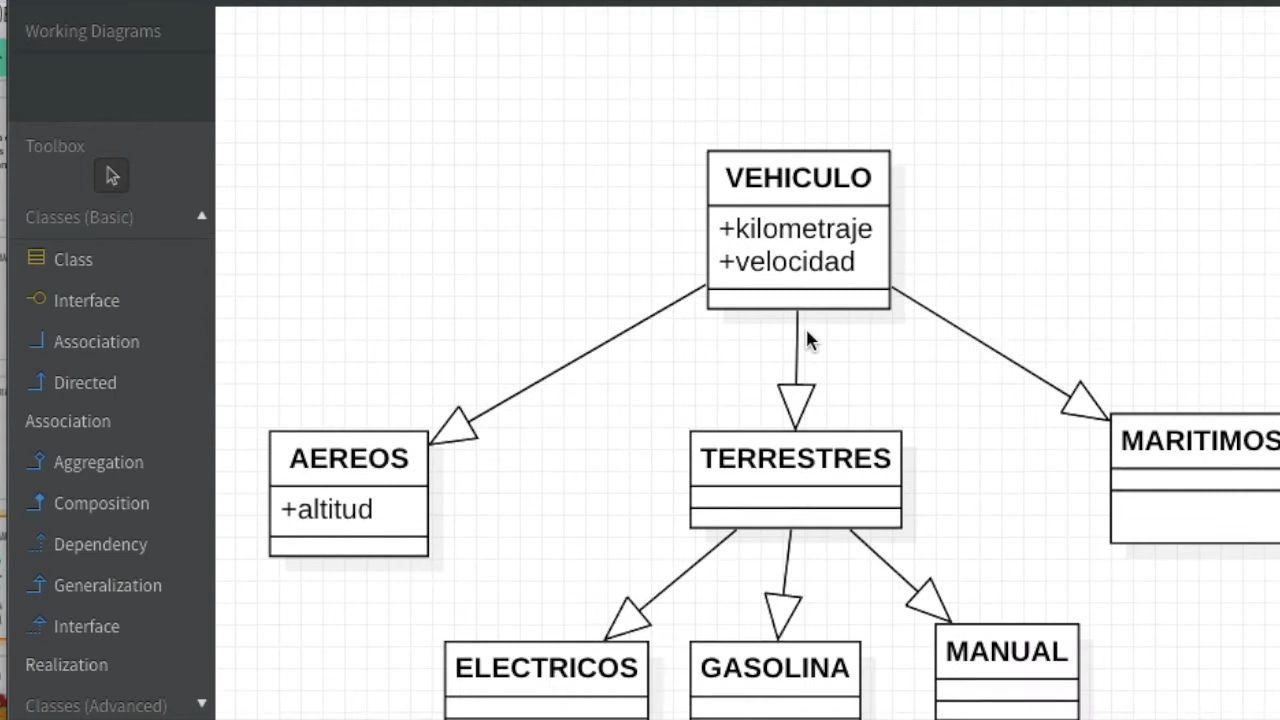 Working Diagrams
Toolbox
Classes (Basic)
Class
Interface
Association
Directed
Association
Aggregation
Composition
Dependency
Generalization
Interface
Realization
Classes (Advanced)
VEHICULO
+kilometraje
+velocidad
AEREOS
+altitud
TERRESTRES
MARITIMOS
ELECTRICOS
GASOLINA
MANUAL